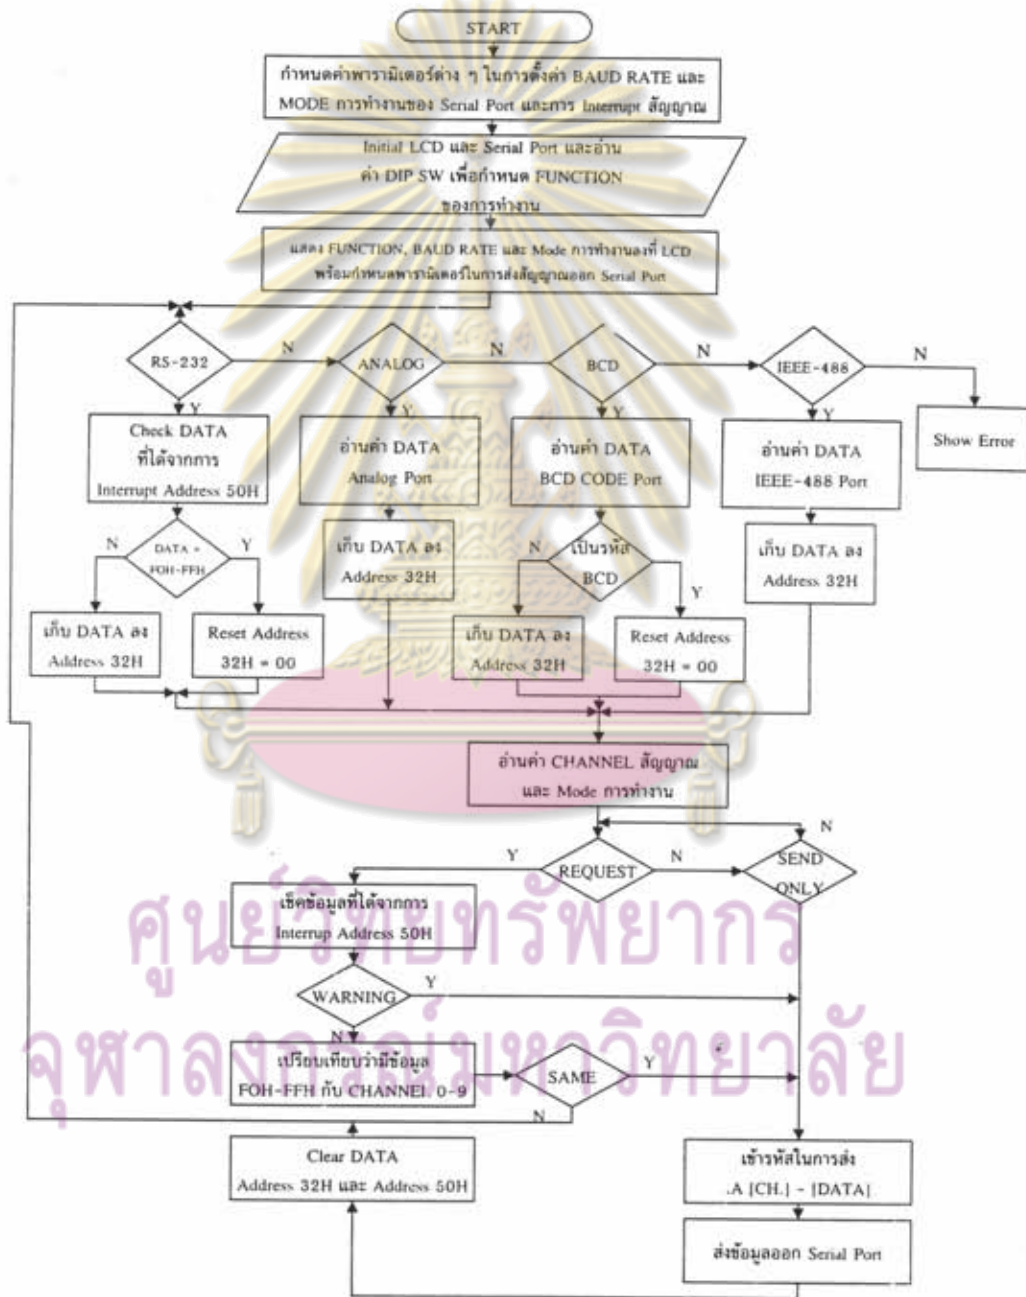 START
กำหนดค่าพารามิเตอร์ต่าง ๆ ในการตั้งค่า BAUD RATE และ
MODE การทำงานของ Serial Port และการ Interrupt สัญญาณ
Initial LCD และ Serial Port และอ่าน
ค่า DIP SW เพื่อกำหนด FUNCTION
ของการทำงาน
แสดง FUNCTION, BAUD RATE และ Mode การทำงานลงที่ LCD
พร้อมกำหนดพารามิเตอร์ในการส่งสัญญาณออก Serial Port
RS-232
N
ANALOG
N
BCD
N
IEEE-488
N
Y
Y
Y
Y
Check DATA
ที่ได้จากการ
Interrupt Address 50H
อ่านค่า DATA
Analog Port
อ่านค่า DATA
BCD CODE Port
อ่านค่า DATA
IEEE-488 Port
Show Error
N
DATA =
FOH-FFH
Y
เก็บ DATA ลง
Address 32H
N
เป็นรหัส
BCD
Y
เก็บ DATA ลง
Address 32H
เก็บ DATA ลง
Address 32H
Reset Address
32H = 00
เก็บ DATA ลง
Address 32H
Reset Address
32H = 00
อ่านค่า CHANNEL สัญญาณ
และ Mode การทำงาน
N
Y
REQUEST
N
SEND
ONLY
เช็คข้อมูลที่ได้จากการ
Interrup Address 50H
ศูนย์วิทยทรัพยากร
WARNING
Y
N
จุฬาลงกรณ์มหาวิทยาลัย
เปรียบเทียบว่ามีข้อมูล
FOH-FFH กับ CHANNEL 0-9
SAME
Y
N
Clear DATA
Address 32H และ Address 50H
เข้ารหัสในการส่ง
.A [CH.] - [DATA]
ส่งข้อมูลออก Serial Port